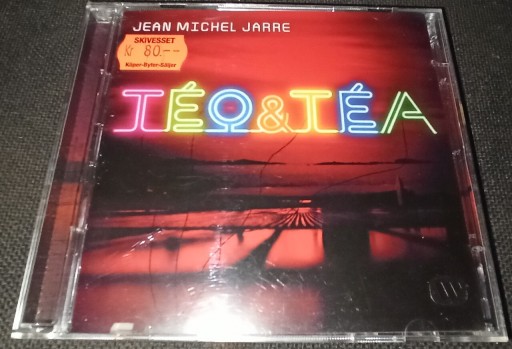 JEAN MICHEL JARRE
SKIVESSET
Kr 80.--
Köper-Byter-Säljer
TÉO & TÉA